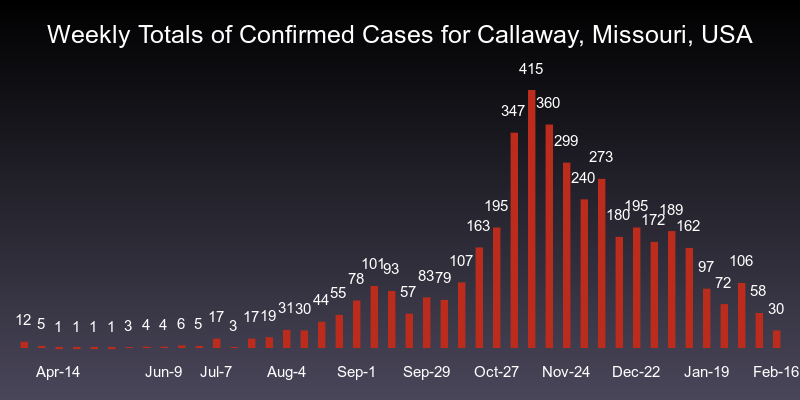 Weekly Totals of Confirmed Cases for Callaway, Missouri, USA
12 5 1 1 1 1 3 4 4 6 5 17 3 17 19 31 30 44 55 78 101 93 57 83 79 107 163 195 347 415 360 299 240 273 180 195 172 189 162 97 72 106 58 30
Apr-14 Jun-9 Jul-7 Aug-4 Sep-1 Sep-29 Oct-27 Nov-24 Dec-22 Jan-19 Feb-16